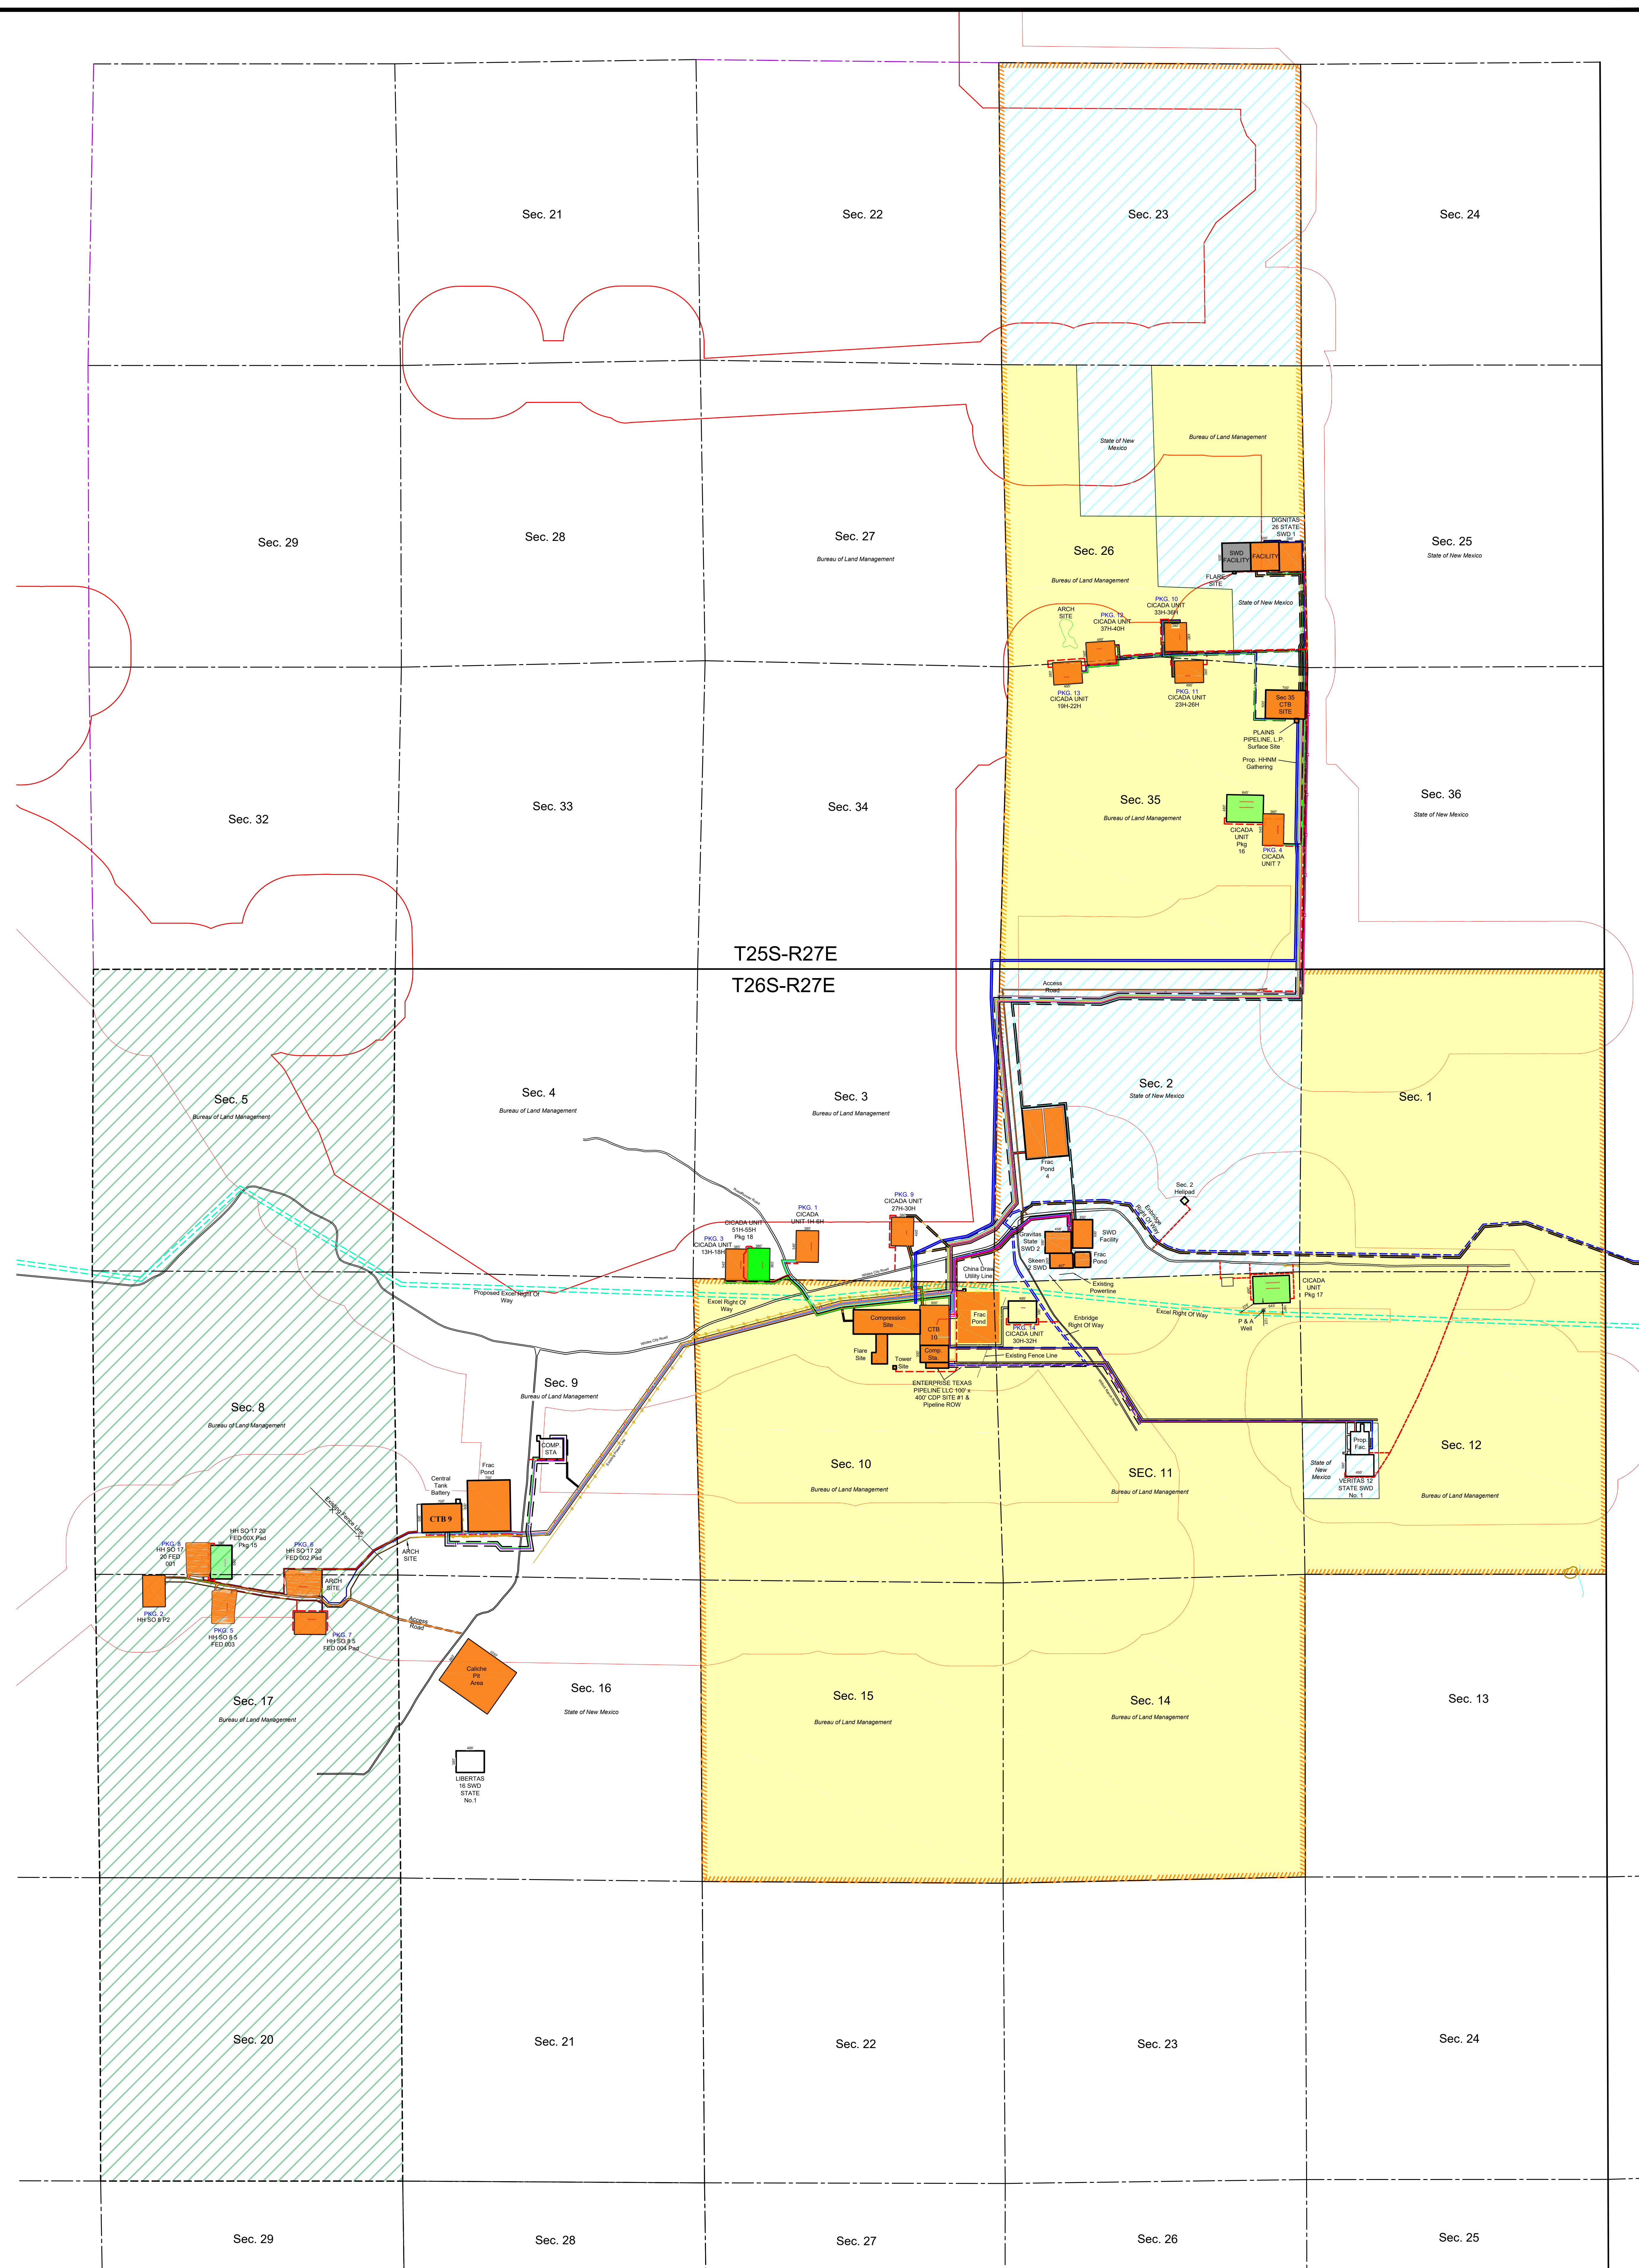 Sec. 21
Sec. 22
Sec. 23
Sec. 24
State of New
Mexico
Bureau of Land Management
Sec. 29
Sec. 28
Sec. 27
Bureau of Land Management
Sec. 26
Bureau of Land Management
DIGNITAS
26 STATE
SWD 1
SWD
FACILITY
FACILITY
FLARE
SITE
State of New Mexico
Sec. 25
State of New Mexico
ARCH
SITE
PKG. 12
CICADA UNIT
37H-40H
PKG. 10
CICADA UNIT
33H-36H
PKG. 13
CICADA UNIT
19H-22H
PKG. 11
CICADA UNIT
23H-26H
Sec 35
CTB
SITE
PLAINS
PIPELINE, L.P.
Surface Site
Prop. HHNM
Gathering
Sec. 32
Sec. 33
Sec. 34
Sec. 35
Bureau of Land Management
Sec. 36
State of New Mexico
CICADA
UNIT
Pkg
16
PKG. 4
CICADA
UNIT 7
T25S-R27E
T26S-R27E
Access
Road
Sec. 5
Bureau of Land Management
Sec. 4
Bureau of Land Management
Sec. 3
Bureau of Land Management
Sec. 2
State of New Mexico
Sec. 1
Frac
Pond
4
Sec. 2
Helipad
Enbridge
Right Of Way
PKG. 9
CICADA UNIT
27H-30H
PKG. 1
CICADA
UNIT 1H-6H
CICADA UNIT
51H-55H
Pkg 18
PKG. 3
CICADA UNIT
13H-18H
Gravitas
State
SWD 2
SWD
Facility
Skeen
2 SWD
Frac
Pond
China Draw
Utility Line
Whites City Road
Existing
Powerline
CICADA
UNIT
Pkg 17
Proposed Excel Right Of
Way
Excel Right Of
Way
Excel Right Of Way
P & A
Well
Compression
Site
CTB
10
Frac
Pond
PKG. 14
CICADA UNIT
30H-32H
Enbridge
Right Of Way
Whites City Road
Flare
Site
Tower
Site
Comp.
Sta.
Existing Fence Line
ENTERPRISE TEXAS
PIPELINE LLC 100' x
400' CDP SITE #1 &
Pipeline ROW
Sec. 8
Bureau of Land Management
Sec. 9
Bureau of Land Management
COMP.
STA
Sec. 10
Bureau of Land Management
SEC. 11
Bureau of Land Management
State of
New
Mexico
Prop.
Fac.
VERITAS 12
STATE SWD
No. 1
Sec. 12
Bureau of Land Management
Central
Tank
Battery
Frac
Pond
CTB 9
Existing Fence Line
ARCH
SITE
PKG. 8
HH SO 17
20 FED
001
HH SO 17 20
FED 00X Pad
Pkg 15
PKG. 6
HH SO 17 20
FED 002 Pad
ARCH
SITE
PKG. 2
HH SO 8 P2
PKG. 5
HH SO 8 5
FED 003
PKG. 7
HH SO 8 5
FED 004 Pad
Access
Road
Caliche
Pit
Area
Sec. 17
Bureau of Land Management
Sec. 16
State of New Mexico
Sec. 15
Bureau of Land Management
Sec. 14
Bureau of Land Management
Sec. 13
LIBERTAS
16 SWD
STATE
No.1
Sec. 20
Sec. 21
Sec. 22
Sec. 23
Sec. 24
Sec. 29
Sec. 28
Sec. 27
Sec. 26
Sec. 25